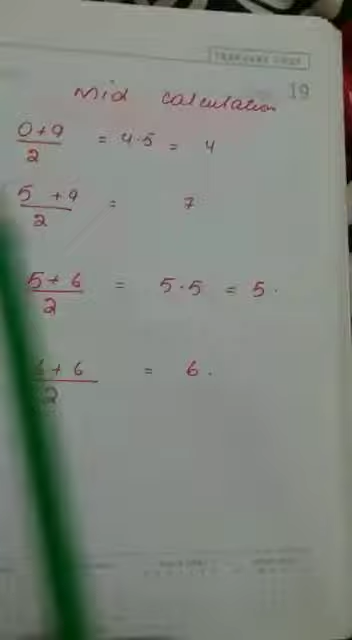 Mid calculation
19
0+9/2 = 4.5 = 4
5+9/2 = 7
5+6/2 = 5.5 = 5.
6+6/2 = 6.